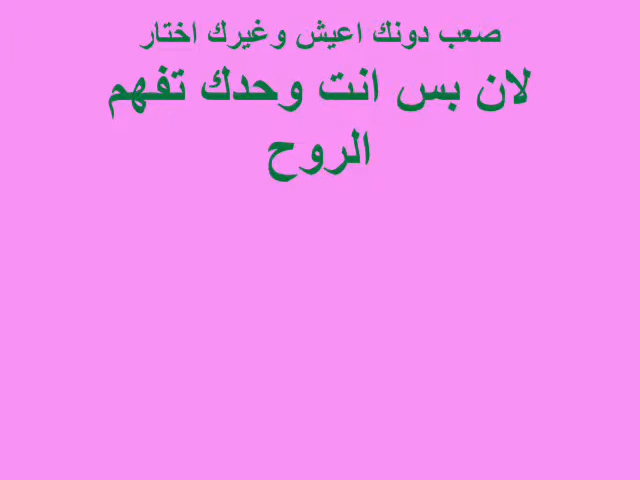 صعب دونك اعيش وغيرك اختار
لان بس انت وحدك تفهم
الروح